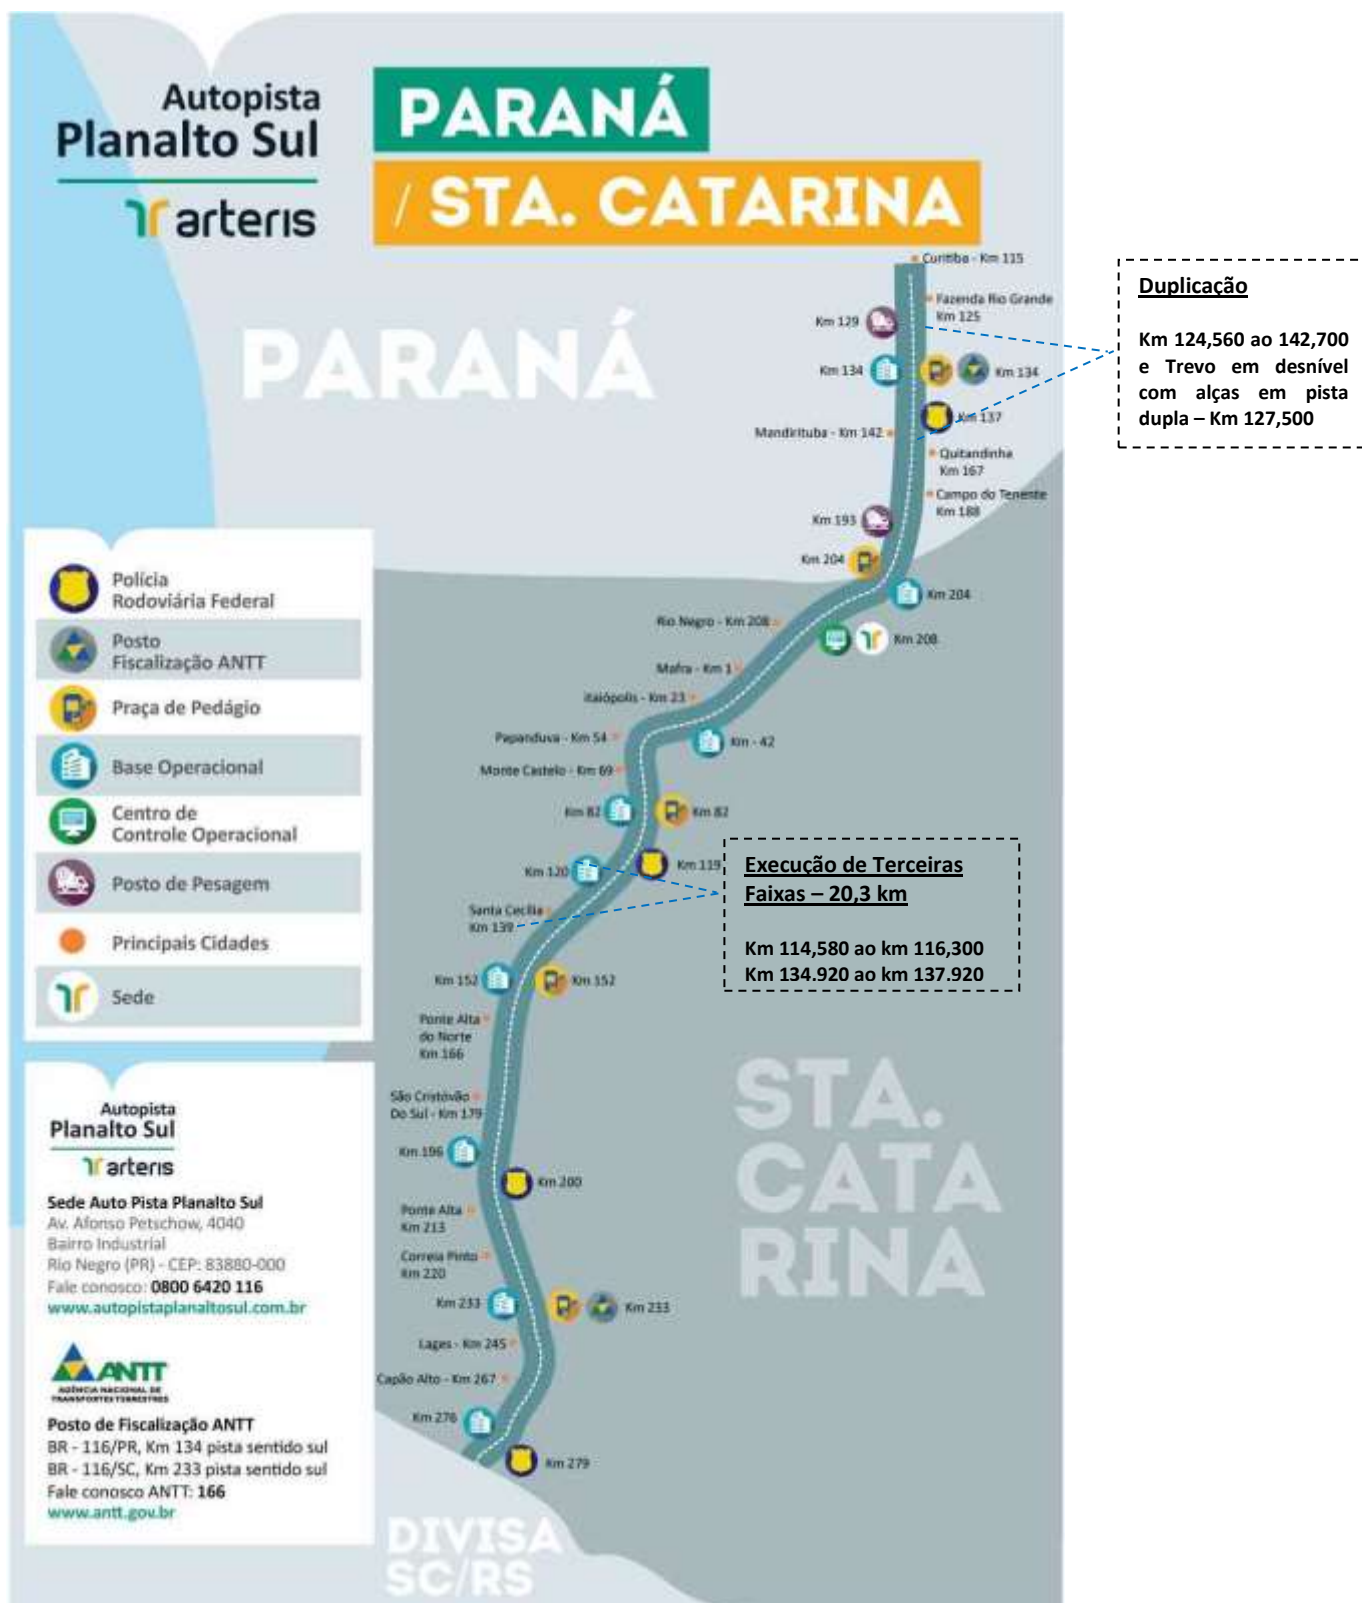 Autopista
Planalto Sul
arteris
PARANÁ
/ STA. CATARINA
PARANÁ
Curitiba - Km 115
Fazenda Rio Grande
Km 125
Km 129
Km 134
Km 134
Km 137
Mandirituba - Km 142
Quitandinha
Km 167
Campo do Tenente
Km 188
Km 193
Km 204
Km 204
Rio Negro - Km 208
Km 208
Mafra - Km 1
Itaiópolis - Km 23
Km - 42
Papanduva - Km 54
Monte Castelo - Km 69
Km 82
Km 82
Km 119
Km 120
Santa Cecília
Km 139
Km 152
Km 152
Ponte Alta
do Norte
Km 166
São Cristóvão
Do Sul - Km 179
Km 196
Km 200
Ponte Alta
Km 213
Correia Pinto
Km 220
Km 233
Km 233
Lages - Km 245
Capão Alto - Km 267
Km 276
Km 279
Duplicação
Km 124,560 ao 142,700
e Trevo em desnível
com alças em pista
dupla – Km 127,500
Execução de Terceiras
Faixas – 20,3 km
Km 114,580 ao km 116,300
Km 134.920 ao km 137.920
STA.
CATA
RINA
DIVISA
SC/RS
Polícia
Rodoviária Federal
Posto
Fiscalização ANTT
Praça de Pedágio
Base Operacional
Centro de
Controle Operacional
Posto de Pesagem
Principais Cidades
Sede
Autopista
Planalto Sul
arteris
Sede Auto Pista Planalto Sul
Av. Afonso Petschow, 4040
Bairro Industrial
Rio Negro (PR) - CEP: 83880-000
Fale conosco: 0800 6420 116
www.autopistaplanaltosul.com.br
ANTT
AGÊNCIA NACIONAL DE
TRANSPORTES TERRESTRES
Posto de Fiscalização ANTT
BR - 116/PR, Km 134 pista sentido sul
BR - 116/SC, Km 233 pista sentido sul
Fale conosco ANTT: 166
www.antt.gov.br